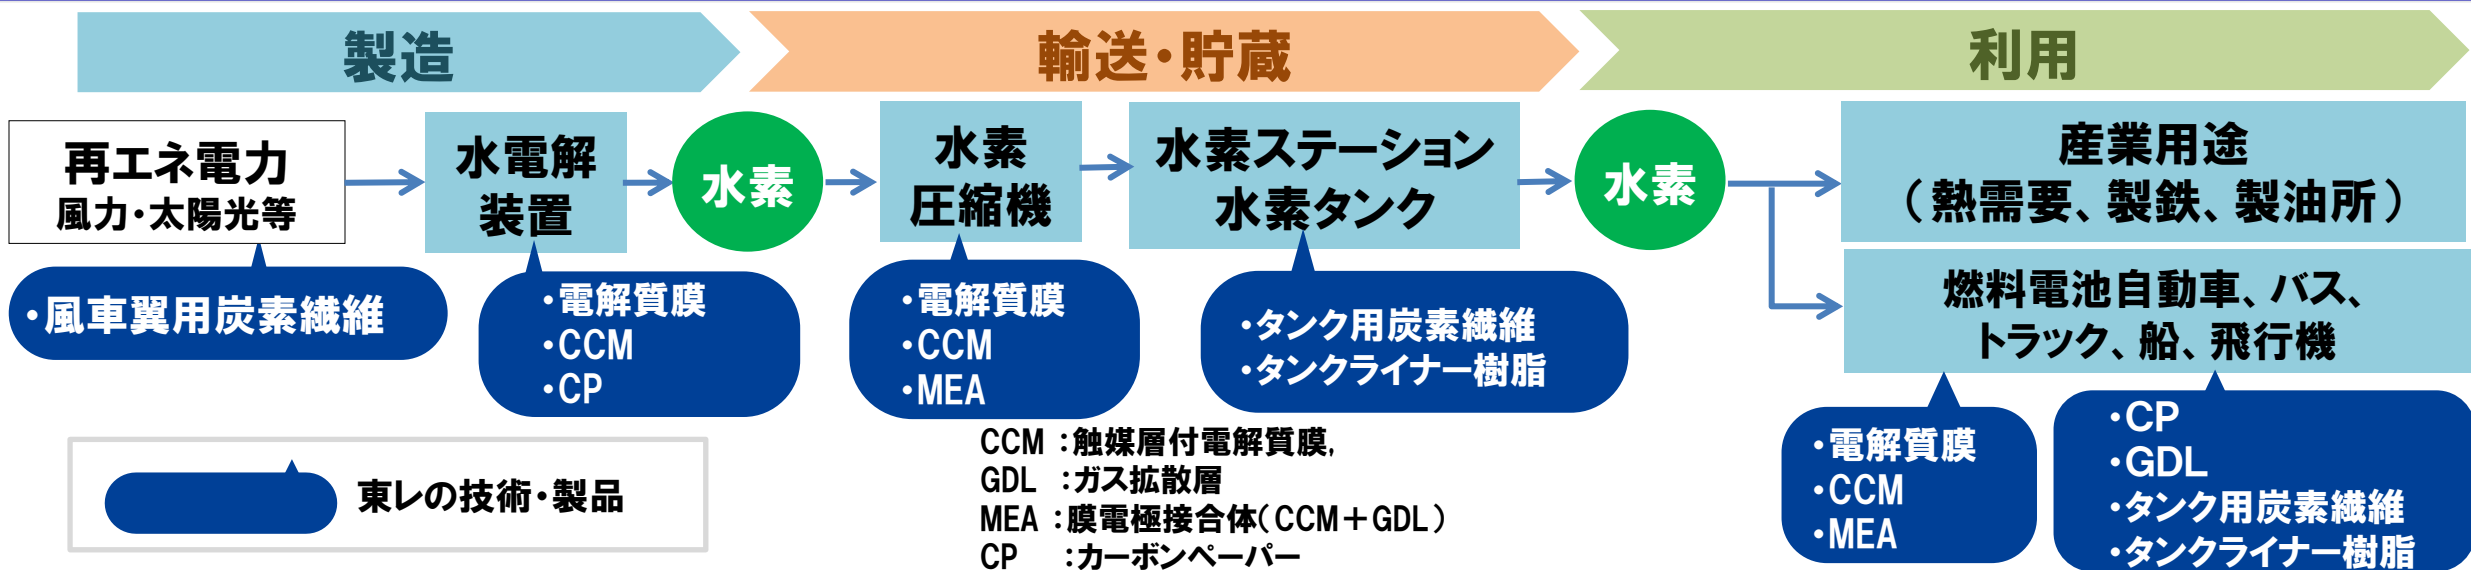 製造
輸送・貯蔵
利用
再エネ電力
風力・太陽光等
水電解
装置
水素
水素
圧縮機
水素ステーション
水素タンク
水素
産業用途
（熱需要、製鉄、製油所）
燃料電池自動車、バス、
トラック、船、飛行機
・風車翼用炭素繊維
・電解質膜
・CCM
・CP
・電解質膜
・CCM
・MEA
・タンク用炭素繊維
・タンクライナー樹脂
・電解質膜
・CCM
・MEA
・CP
・GDL
・タンク用炭素繊維
・タンクライナー樹脂
東レの技術・製品
CCM：触媒層付電解質膜,
GDL：ガス拡散層
MEA：膜電極接合体（CCM＋GDL）
CP：カーボンペーパー